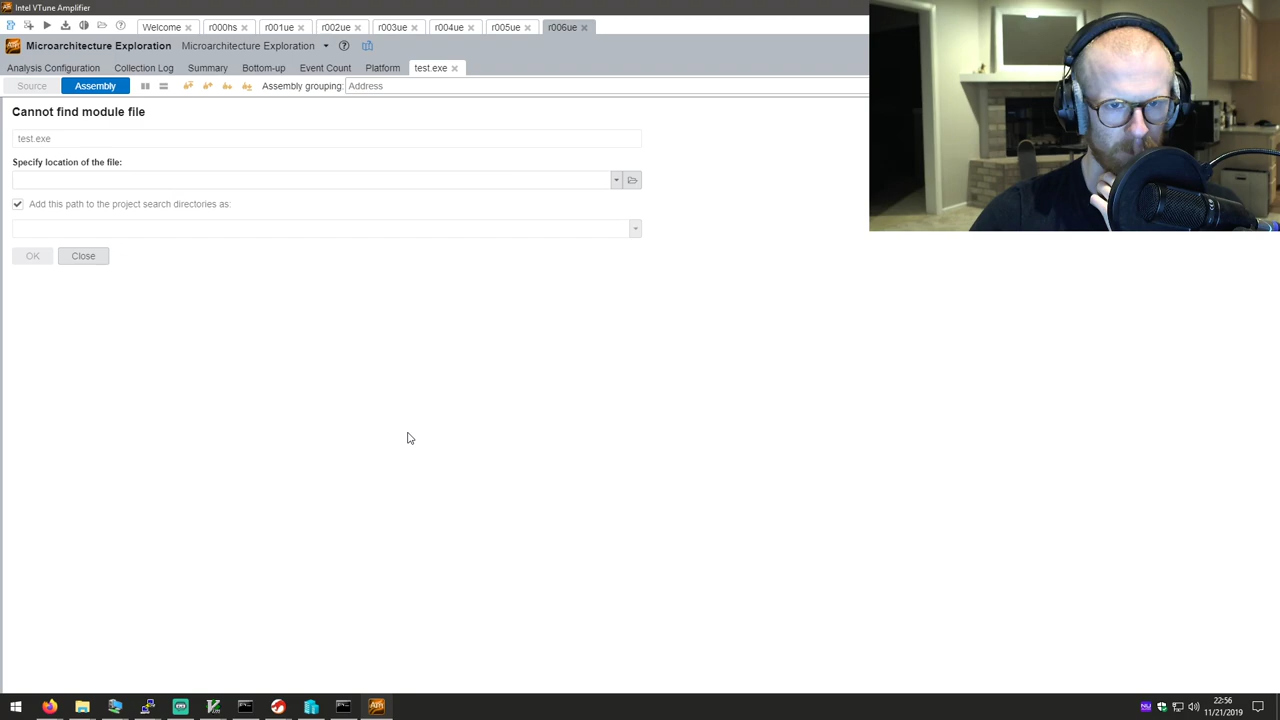 Intel VTune Amplifier
Welcome r000hs r001ue r002ue r003ue r004ue r005ue r006ue
Microarchitecture Exploration Microarchitecture Exploration
Analysis Configuration Collection Log Summary Bottom-up Event Count Platform test.exe
Source Assembly Assembly grouping: Address
Cannot find module file
test.exe
Specify location of the file:
Add this path to the project search directories as:
OK Close
22:56
11/21/2019